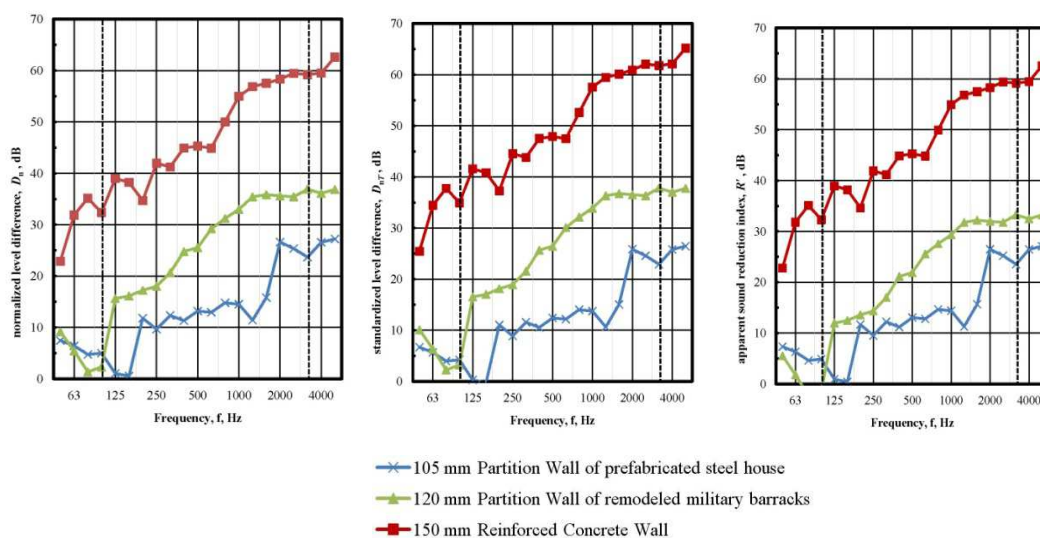 70
60
50
40
30
20
10
0
normalized level difference, Dn , dB
63 125 250 500 1000 2000 4000
Frequency, f, Hz
70
60
50
40
30
20
10
0
standardized level difference, DnT , dB
63 125 250 500 1000 2000 4000
Frequency, f, Hz
70
60
50
40
30
20
10
0
apparent sound reduction index, R' , dB
63 125 250 500 1000 2000 4000
Frequency, f, Hz
105 mm Partition Wall of prefabricated steel house
120 mm Partition Wall of remodeled military barracks
150 mm Reinforced Concrete Wall